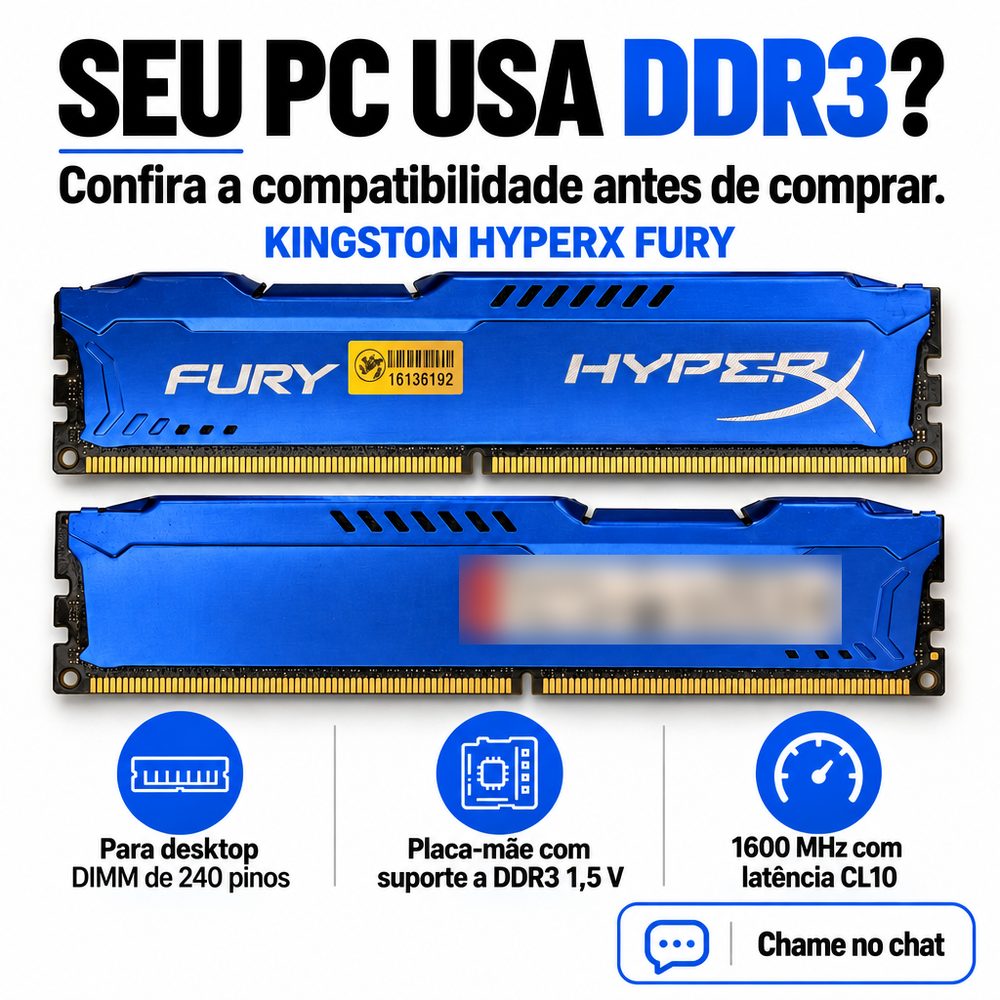 SEU PC USA DDR3?
Confira a compatibilidade antes de comprar.
KINGSTON HYPERX FURY
FURY
16136192
HYPERX
Para desktop
DIMM de 240 pinos
Placa-mãe com
suporte a DDR3 1,5 V
1600 MHz com
latência CL10
Chame no chat